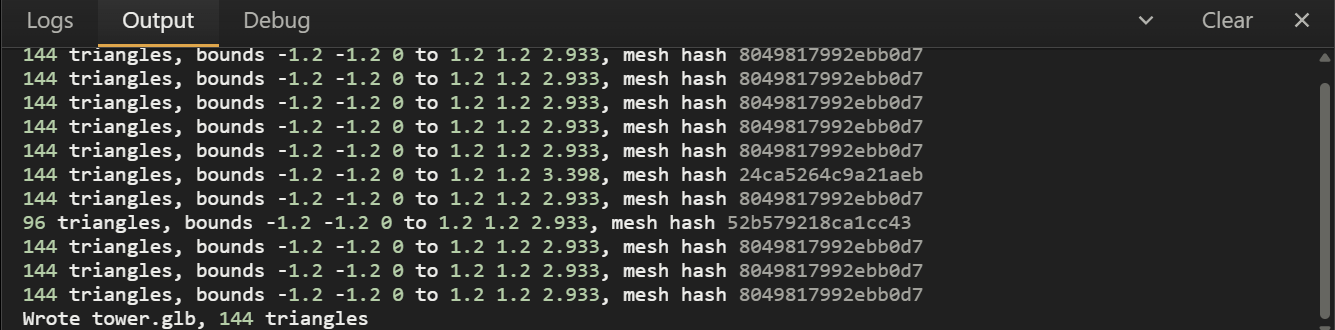 Logs Output Debug Clear
144 triangles, bounds -1.2 -1.2 0 to 1.2 1.2 2.933, mesh hash 8049817992ebb0d7
144 triangles, bounds -1.2 -1.2 0 to 1.2 1.2 2.933, mesh hash 8049817992ebb0d7
144 triangles, bounds -1.2 -1.2 0 to 1.2 1.2 2.933, mesh hash 8049817992ebb0d7
144 triangles, bounds -1.2 -1.2 0 to 1.2 1.2 2.933, mesh hash 8049817992ebb0d7
144 triangles, bounds -1.2 -1.2 0 to 1.2 1.2 2.933, mesh hash 8049817992ebb0d7
144 triangles, bounds -1.2 -1.2 0 to 1.2 1.2 3.398, mesh hash 24ca5264c9a21aeb
144 triangles, bounds -1.2 -1.2 0 to 1.2 1.2 2.933, mesh hash 8049817992ebb0d7
96 triangles, bounds -1.2 -1.2 0 to 1.2 1.2 2.933, mesh hash 52b579218ca1cc43
144 triangles, bounds -1.2 -1.2 0 to 1.2 1.2 2.933, mesh hash 8049817992ebb0d7
144 triangles, bounds -1.2 -1.2 0 to 1.2 1.2 2.933, mesh hash 8049817992ebb0d7
144 triangles, bounds -1.2 -1.2 0 to 1.2 1.2 2.933, mesh hash 8049817992ebb0d7
Wrote tower.glb, 144 triangles